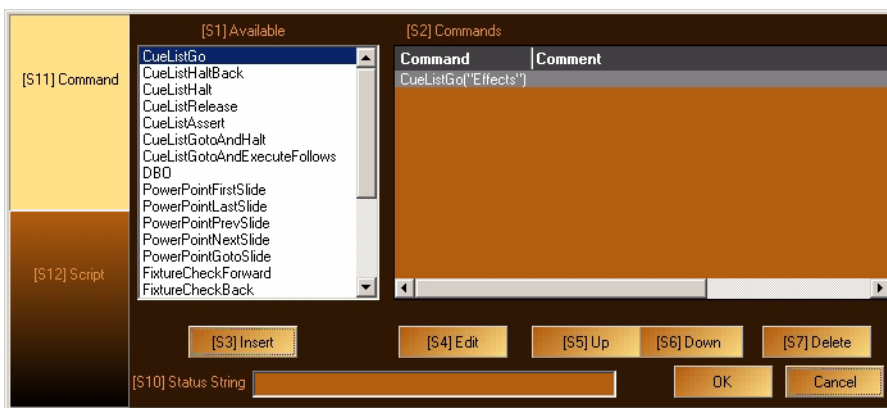 [S1] Available
[S2] Commands
[S11] Command
[S12] Script
CueListGo
CueListHaltBack
CueListHalt
CueListRelease
CueListAssert
CueListGotoAndHalt
CueListGotoAndExecuteFollows
DBO
PowerPointFirstSlide
PowerPointLastSlide
PowerPointPrevSlide
PowerPointNextSlide
PowerPointGotoSlide
FixtureCheckForward
FixtureCheckBack
Command Comment
CueListGo("Effects")
[S3] Insert
[S4] Edit
[S5] Up
[S6] Down
[S7] Delete
[S10] Status String
OK
Cancel